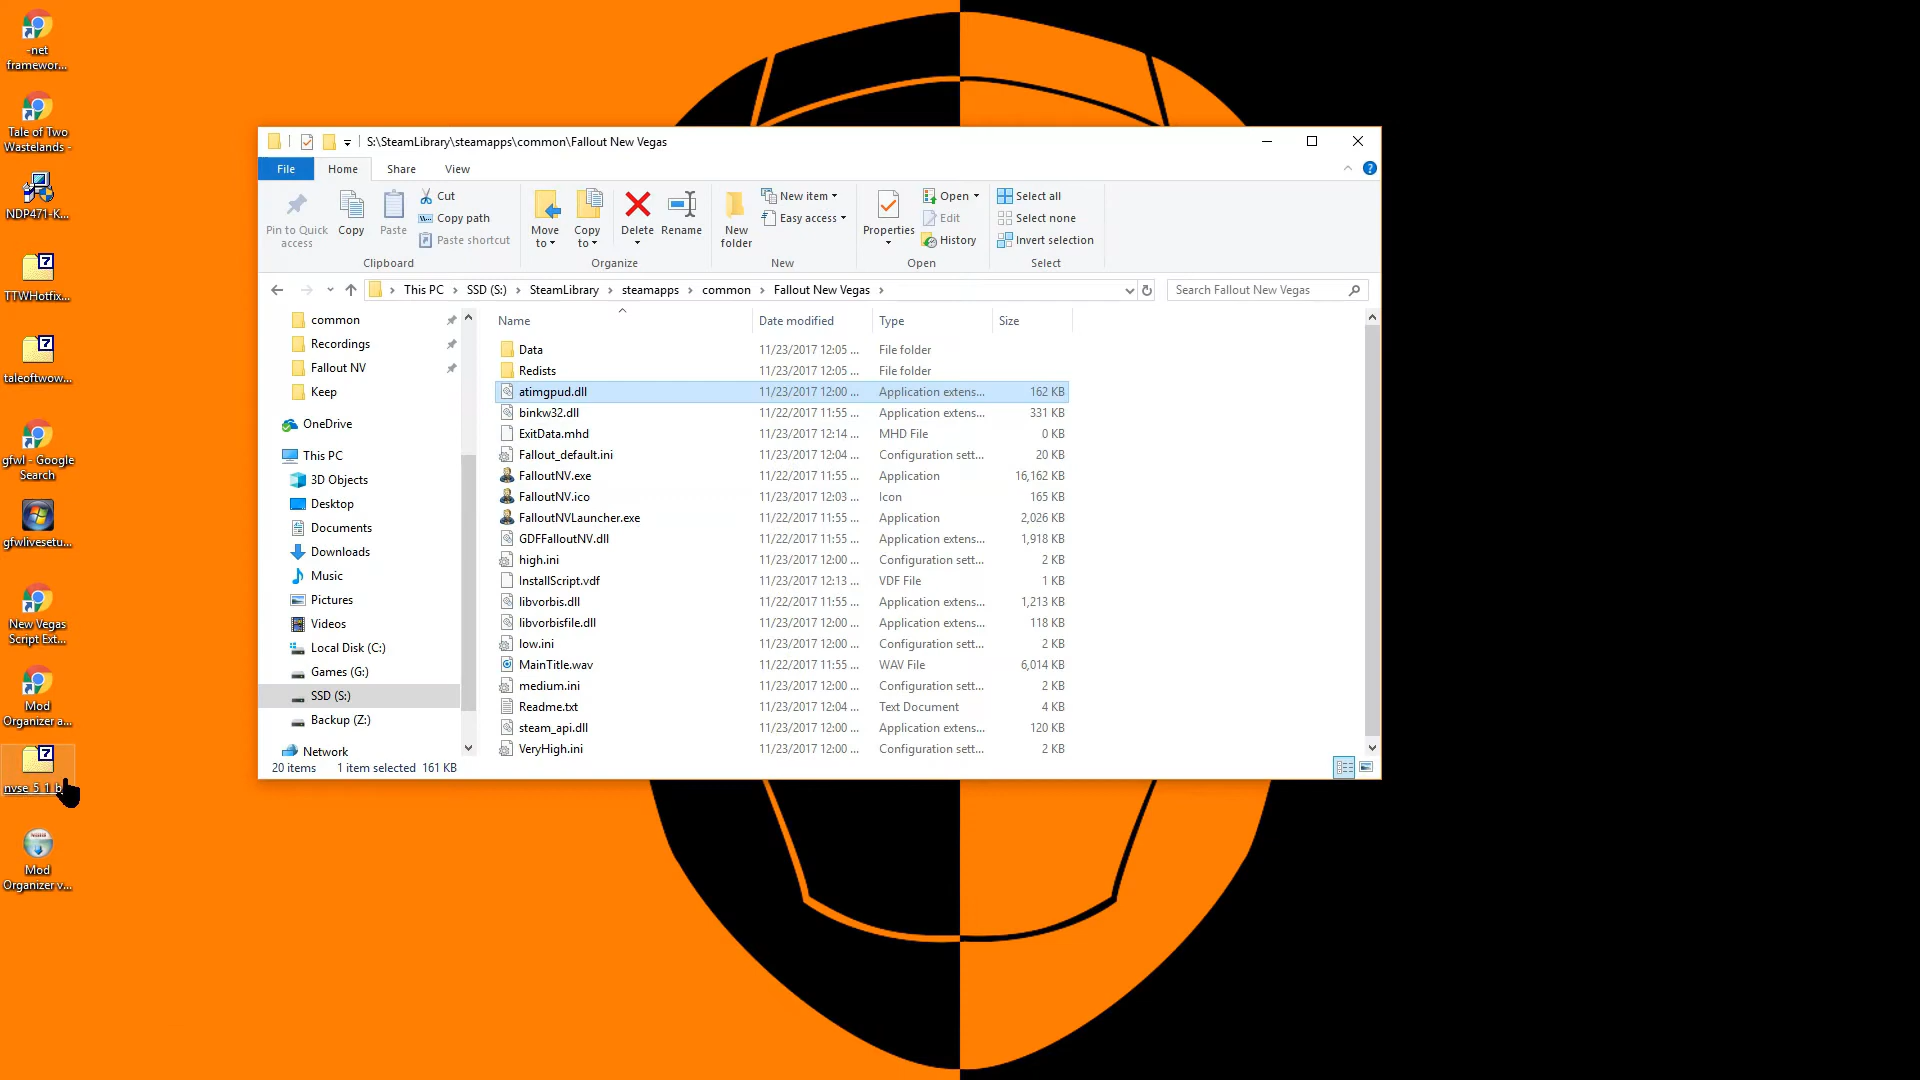 -net
framewor...
Tale of Two
Wastelands -
NDP471-K...
TTWHotfix...
taleoftwow...
gfwl - Google
Search
gfwlivesetu...
New Vegas
Script Ext...
Mod
Organizer a...
nvse_5_1_b
Mod
Organizer v...
S:\SteamLibrary\steamapps\common\Fallout New Vegas
File Home Share View
Pin to Quick
access
Copy
Paste
Cut
Copy path
Paste shortcut
Clipboard
Move
to
Copy
to
Delete
Rename
Organize
New
folder
New item
Easy access
New
Properties
Open
Edit
History
Open
Select all
Select none
Invert selection
Select
This PC > SSD (S:) > SteamLibrary > steamapps > common > Fallout New Vegas >
Search Fallout New Vegas
common
Recordings
Fallout NV
Keep
OneDrive
This PC
3D Objects
Desktop
Documents
Downloads
Music
Pictures
Videos
Local Disk (C:)
Games (G:)
SSD (S:)
Backup (Z:)
Network
Name Date modified Type Size
Data 11/23/2017 12:05 ... File folder
Redists 11/23/2017 12:05 ... File folder
atimgpud.dll 11/23/2017 12:00 ... Application extens... 162 KB
binkw32.dll 11/22/2017 11:55 ... Application extens... 331 KB
ExitData.mhd 11/23/2017 12:14 ... MHD File 0 KB
Fallout_default.ini 11/23/2017 12:04 ... Configuration sett... 20 KB
FalloutNV.exe 11/22/2017 11:55 ... Application 16,162 KB
FalloutNV.ico 11/23/2017 12:03 ... Icon 165 KB
FalloutNVLauncher.exe 11/22/2017 11:55 ... Application 2,026 KB
GDFFalloutNV.dll 11/22/2017 11:55 ... Application extens... 1,918 KB
high.ini 11/23/2017 12:00 ... Configuration sett... 2 KB
InstallScript.vdf 11/23/2017 12:13 ... VDF File 1 KB
libvorbis.dll 11/22/2017 11:55 ... Application extens... 1,213 KB
libvorbisfile.dll 11/23/2017 12:00 ... Application extens... 118 KB
low.ini 11/23/2017 12:00 ... Configuration sett... 2 KB
MainTitle.wav 11/22/2017 11:55 ... WAV File 6,014 KB
medium.ini 11/23/2017 12:00 ... Configuration sett... 2 KB
Readme.txt 11/23/2017 12:04 ... Text Document 4 KB
steam_api.dll 11/23/2017 12:00 ... Application extens... 120 KB
VeryHigh.ini 11/23/2017 12:00 ... Configuration sett... 2 KB
20 items 1 item selected 161 KB